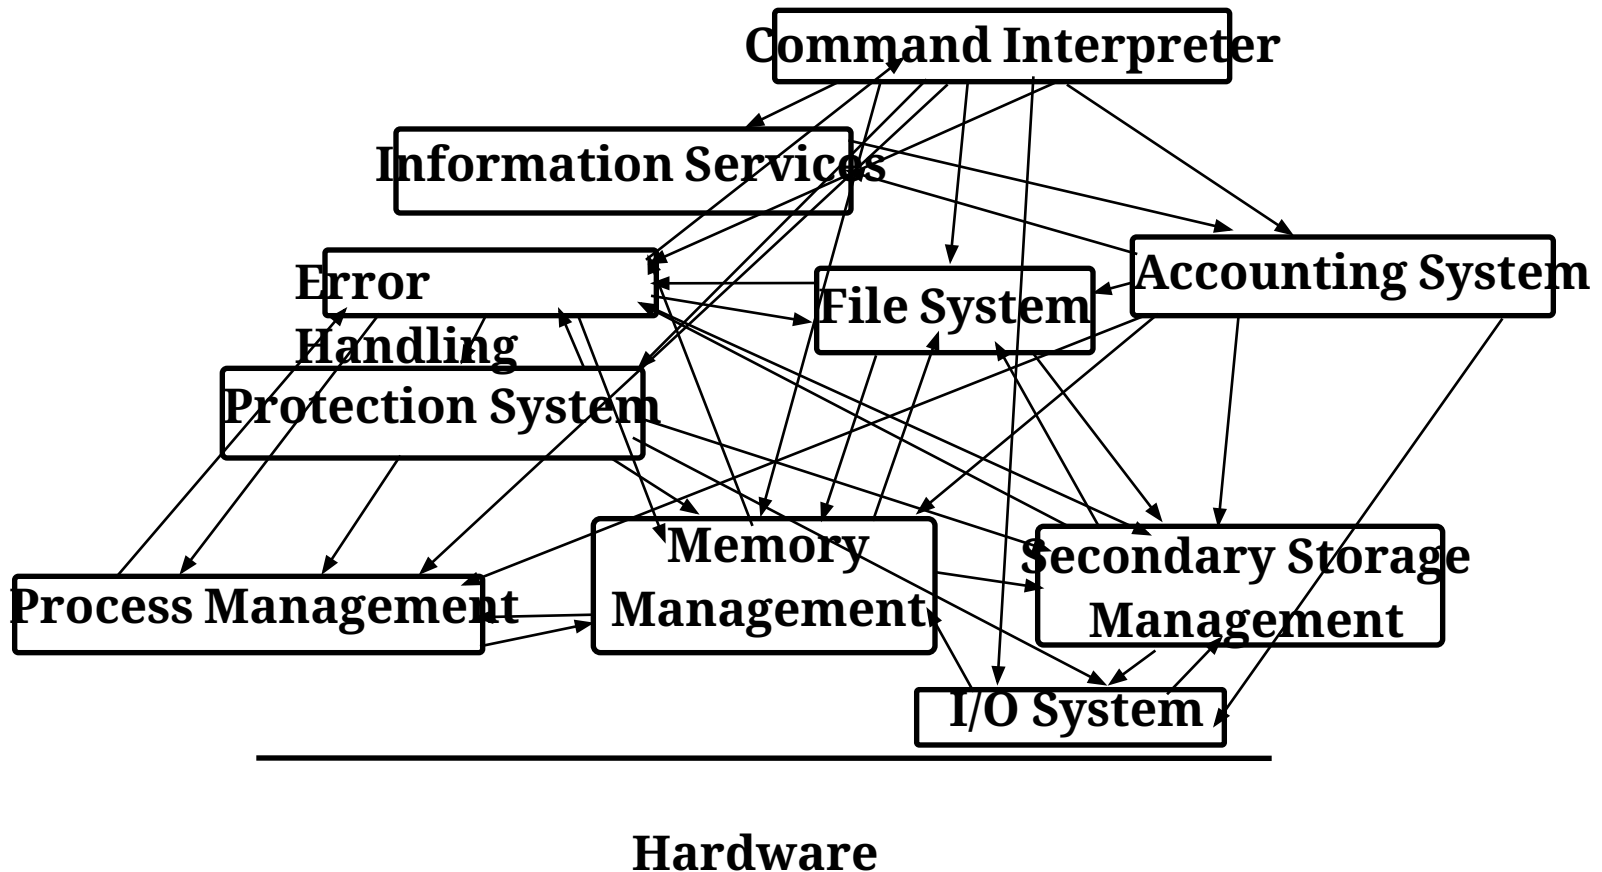 Command Interpreter
Information Services
Error
Handling
Accounting System
File System
Protection System
Memory
Management
Secondary Storage
Management
Process Management
I/O System
Hardware